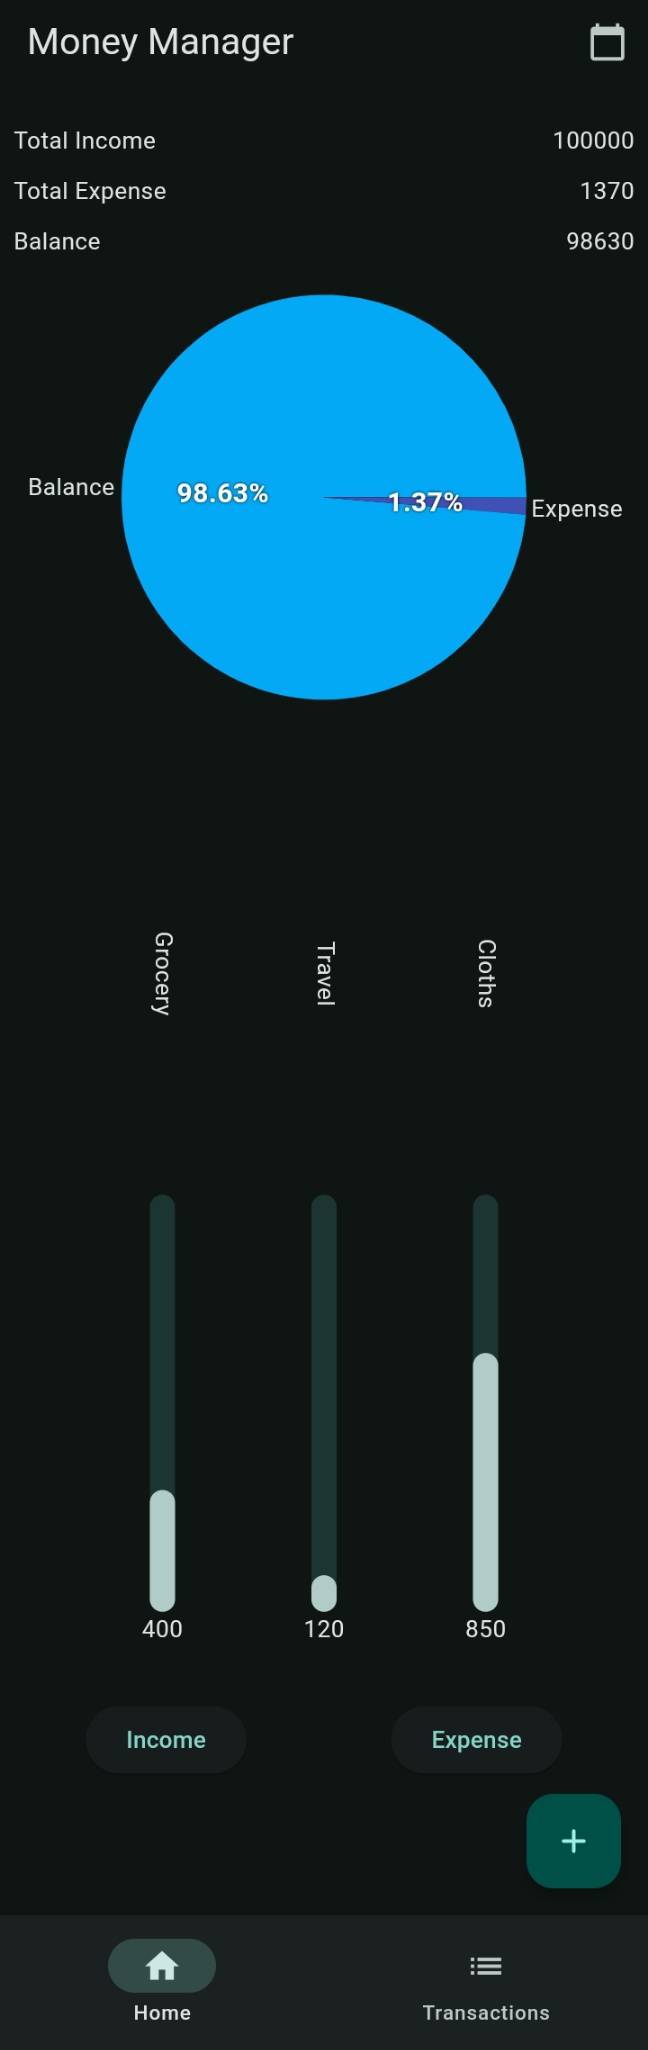 Money Manager
Total Income 100000
Total Expense 1370
Balance 98630
Balance 98.63% 1.37% Expense
Grocery Travel Cloths
400 120 850
Income Expense
+
Home Transactions